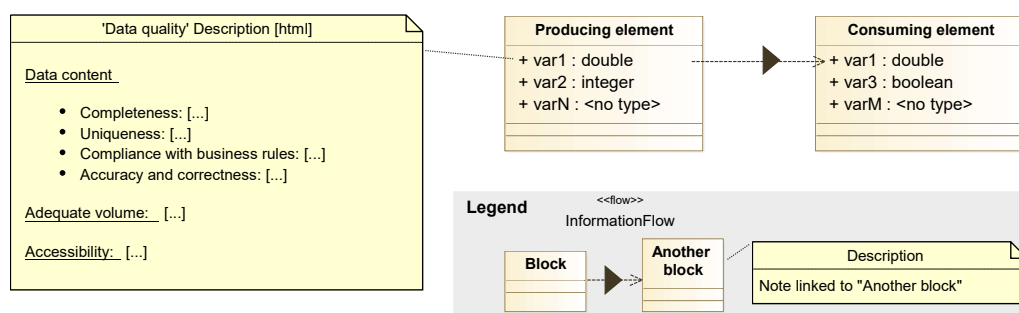 'Data quality' Description [html]
Data content
• Completeness: [...]
• Uniqueness: [...]
• Compliance with business rules: [...]
• Accuracy and correctness: [...]
Adequate volume: [...]
Accessibility: [...]
Producing element
+ var1 : double
+ var2 : integer
+ varN : <no type>
Consuming element
+ var1 : double
+ var3 : boolean
+ varM : <no type>
Legend
<<flow>>
InformationFlow
Block
Another
block
Description
Note linked to "Another block"